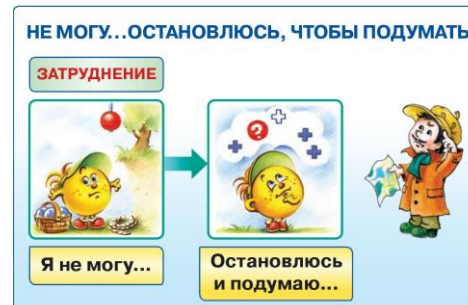 НЕ МОГУ...ОСТАНОВЛЮСЬ, ЧТОБЫ ПОДУМАТЬ
ЗАТРУДНЕНИЕ
?
Я не могу...
Остановлюсь
и подумаю...